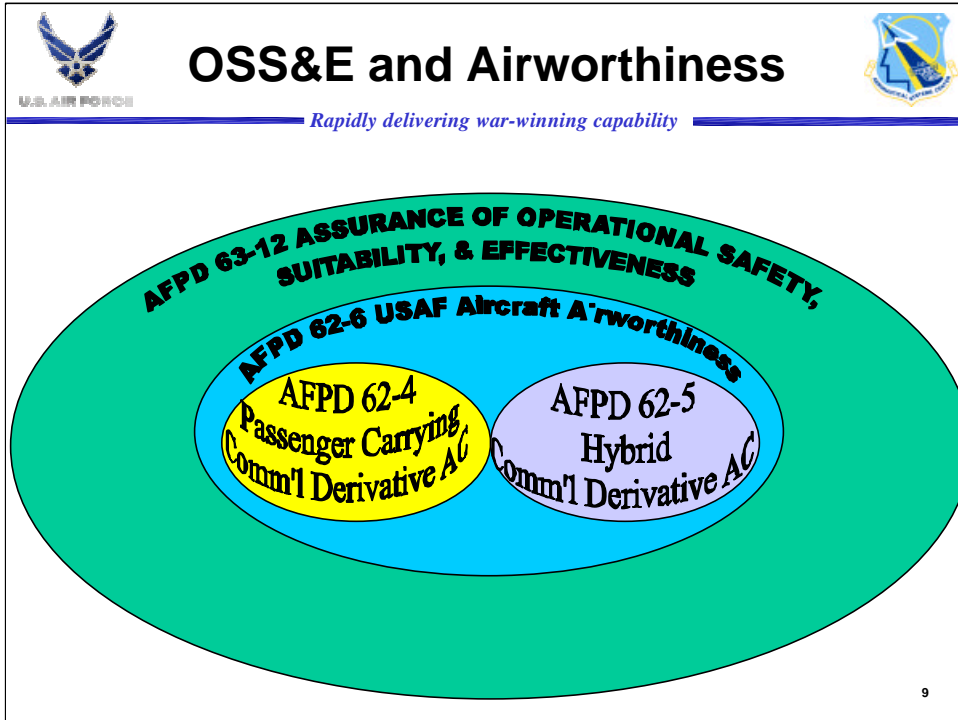 OSS&E and Airworthiness
U.S. AIR FORCE
Rapidly delivering war-winning capability
AFPD 63-12 ASSURANCE OF OPERATIONAL SAFETY,
SUITABILITY, & EFFECTIVENESS
AFPD 62-6 USAF Aircraft Airworthiness
AFPD 62-4
Passenger Carrying
Comm'l Derivative AC
AFPD 62-5
Hybrid
Comm'l Derivative AC
9